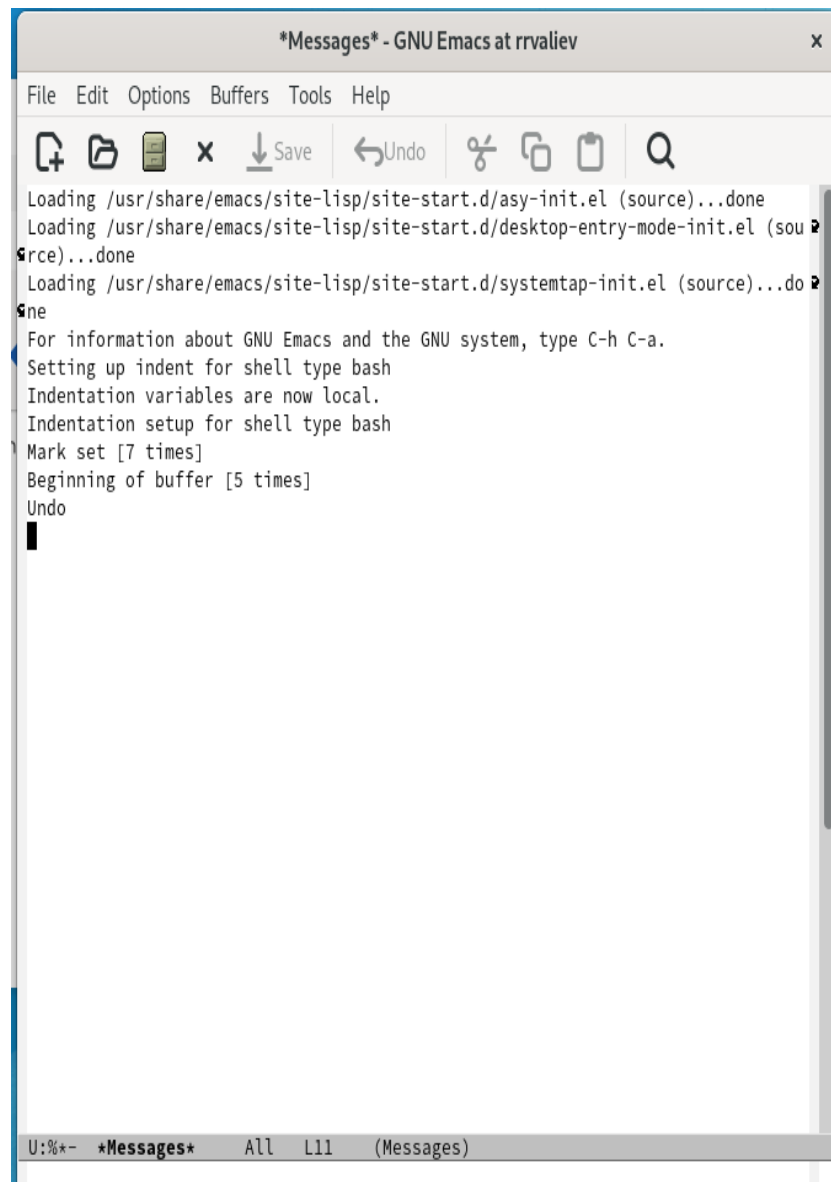 *Messages* - GNU Emacs at rrvaliev
File Edit Options Buffers Tools Help
Save Undo
Loading /usr/share/emacs/site-lisp/site-start.d/asy-init.el (source)...done
Loading /usr/share/emacs/site-lisp/site-start.d/desktop-entry-mode-init.el (sou
rce)...done
Loading /usr/share/emacs/site-lisp/site-start.d/systemtap-init.el (source)...do
ne
For information about GNU Emacs and the GNU system, type C-h C-a.
Setting up indent for shell type bash
Indentation variables are now local.
Indentation setup for shell type bash
Mark set [7 times]
Beginning of buffer [5 times]
Undo
U:%*-  *Messages*     All   L11    (Messages)